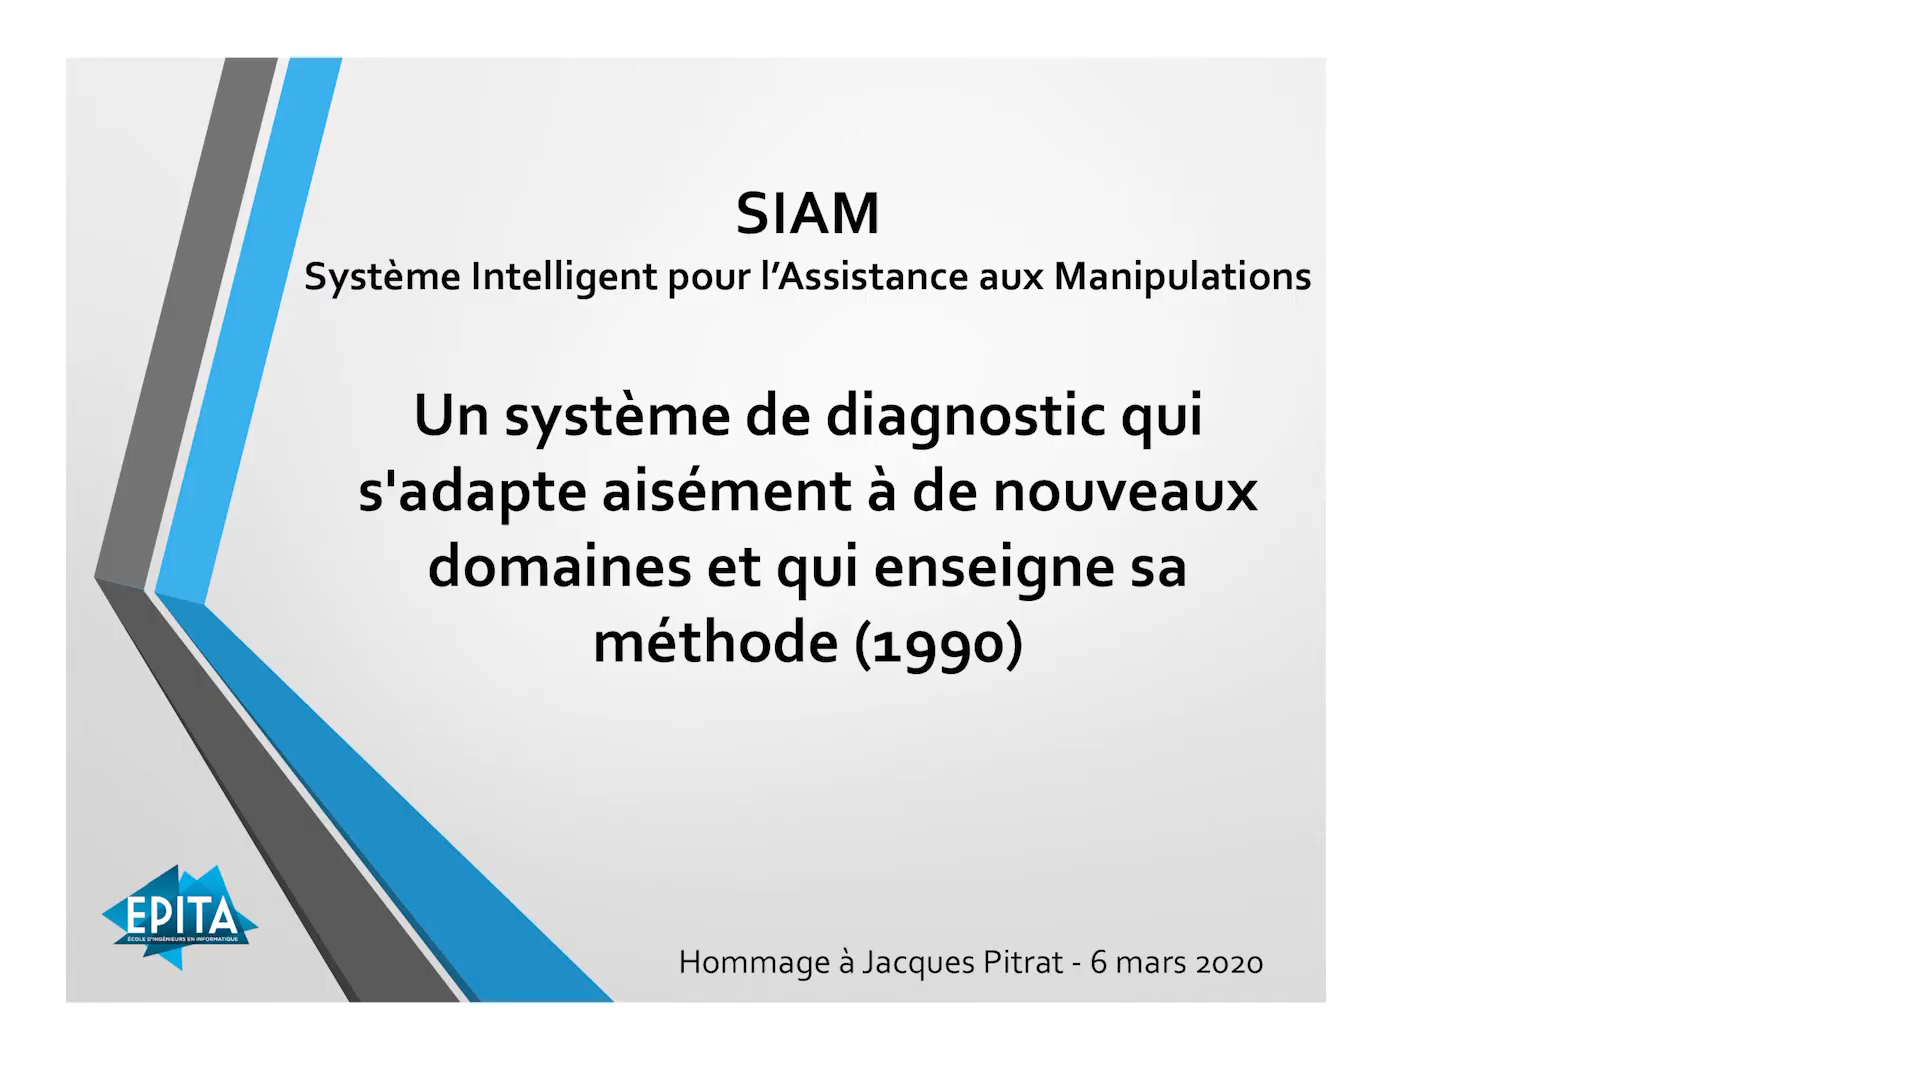 SIAM
Système Intelligent pour l’Assistance aux Manipulations
Un système de diagnostic qui
s'adapte aisément à de nouveaux
domaines et qui enseigne sa
méthode (1990)
EPITA
ÉCOLE D'INGÉNIEURS EN INFORMATIQUE
Hommage à Jacques Pitrat - 6 mars 2020